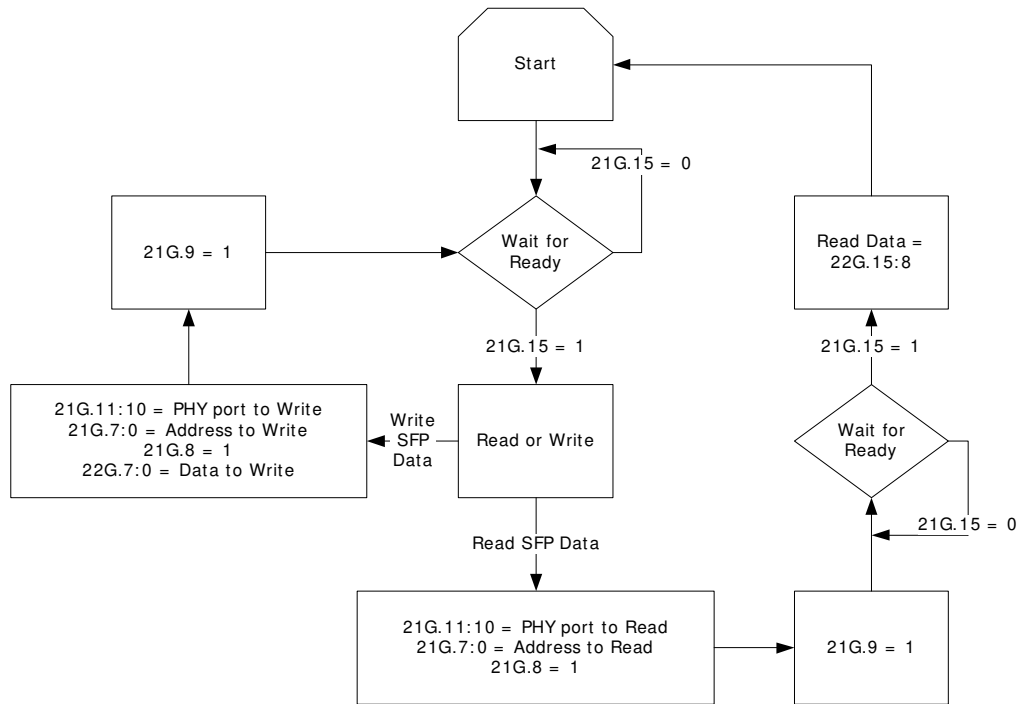 Start
21G.15 = 0
21G.9 = 1
Wait for
Ready
Read Data =
22G.15:8
21G.15 = 1
21G.15 = 1
21G.11:10 = PHY port to Write
21G.7:0 = Address to Write
21G.8 = 1
22G.7:0 = Data to Write
Write
SFP
Data
Read or Write
Wait for
Ready
21G.15 = 0
Read SFP Data
21G.11:10 = PHY port to Read
21G.7:0 = Address to Read
21G.8 = 1
21G.9 = 1